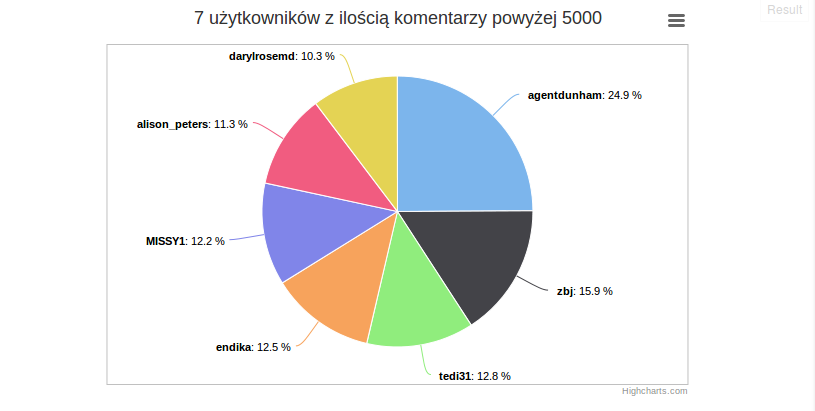 Result
7 użytkowników z ilością komentarzy powyżej 5000
darylrosemd: 10.3 %
agentdunham: 24.9 %
alison_peters: 11.3 %
MISSY1: 12.2 %
zbj: 15.9 %
endika: 12.5 %
tedi31: 12.8 %
Highcharts.com